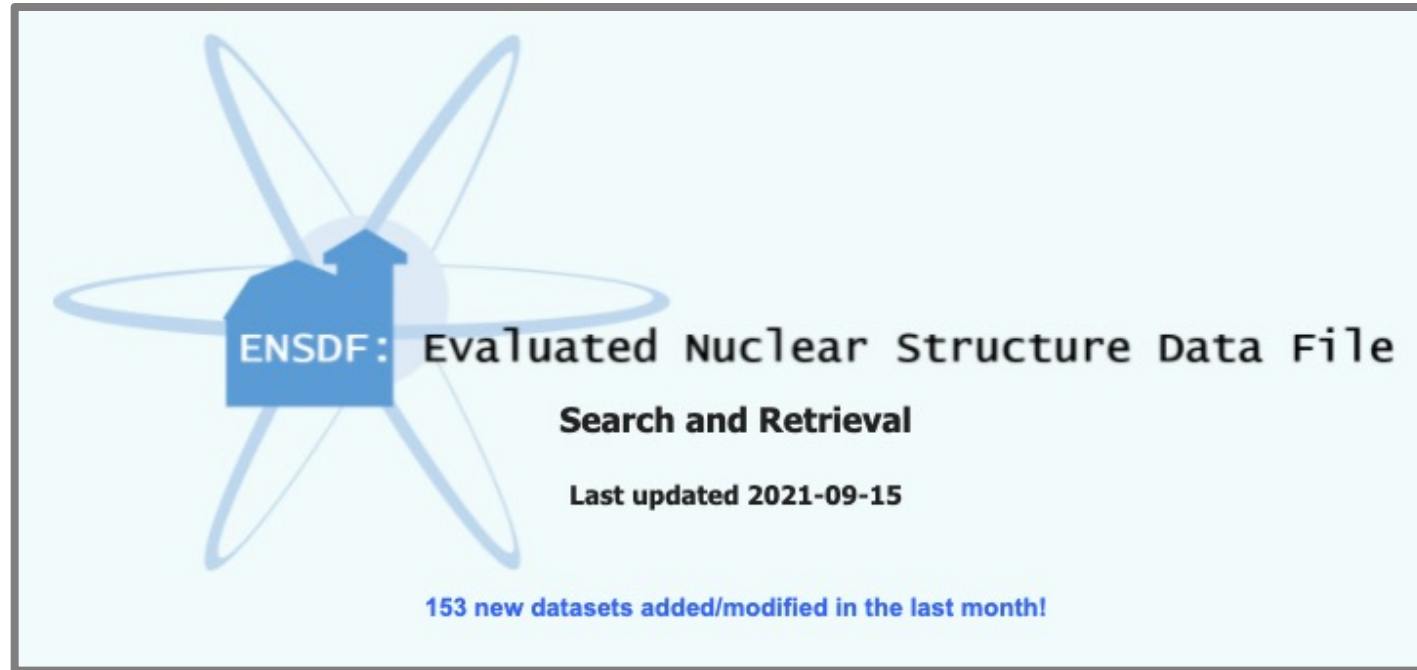 ENSDF: Evaluated Nuclear Structure Data File
Search and Retrieval
Last updated 2021-09-15
153 new datasets added/modified in the last month!